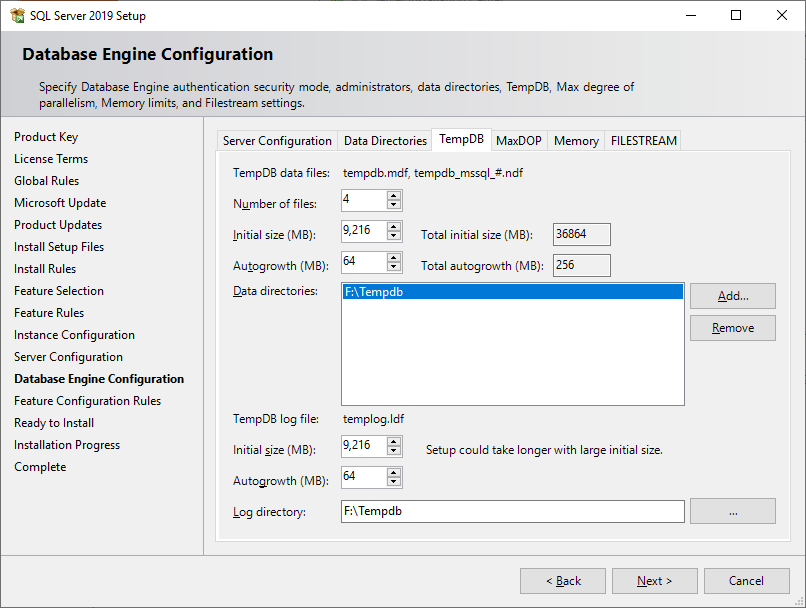 SQL Server 2019 Setup
Database Engine Configuration
Specify Database Engine authentication security mode, administrators, data directories, TempDB, Max degree of
parallelism, Memory limits, and Filestream settings.
Product Key
License Terms
Global Rules
Microsoft Update
Product Updates
Install Setup Files
Install Rules
Feature Selection
Feature Rules
Instance Configuration
Server Configuration
Database Engine Configuration
Feature Configuration Rules
Ready to Install
Installation Progress
Complete
Server Configuration Data Directories TempDB MaxDOP Memory FILESTREAM
TempDB data files: tempdb.mdf, tempdb_mssql_#.ndf
Number of files: 4
Initial size (MB): 9,216 Total initial size (MB): 36864
Autogrowth (MB): 64 Total autogrowth (MB): 256
Data directories: F:\Tempdb Add...
Remove
TempDB log file: templog.ldf
Initial size (MB): 9,216 Setup could take longer with large initial size.
Autogrowth (MB): 64
Log directory: F:\Tempdb ...
< Back Next > Cancel